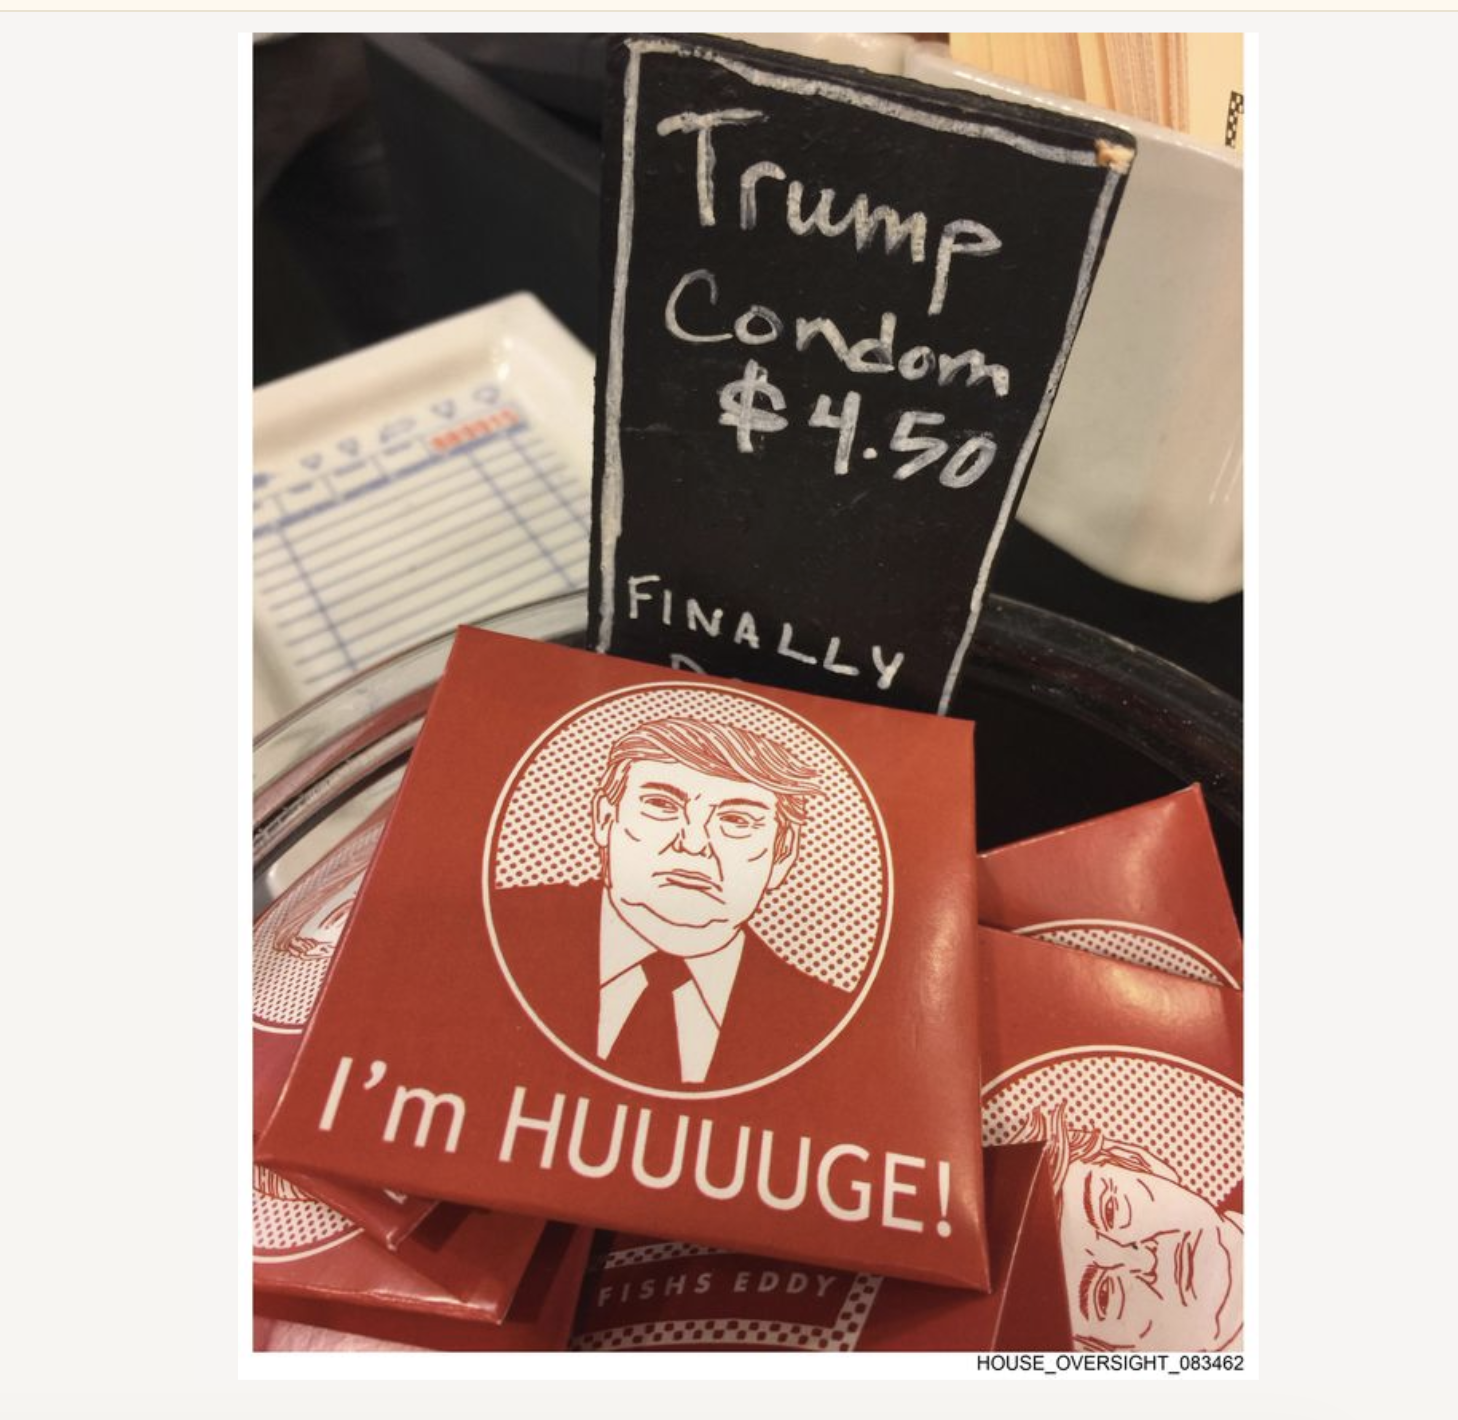 Trump
Condom
$4.50
FINALLY
I'm HUUUUGE!
FISHS EDDY
HOUSE_OVERSIGHT_083462